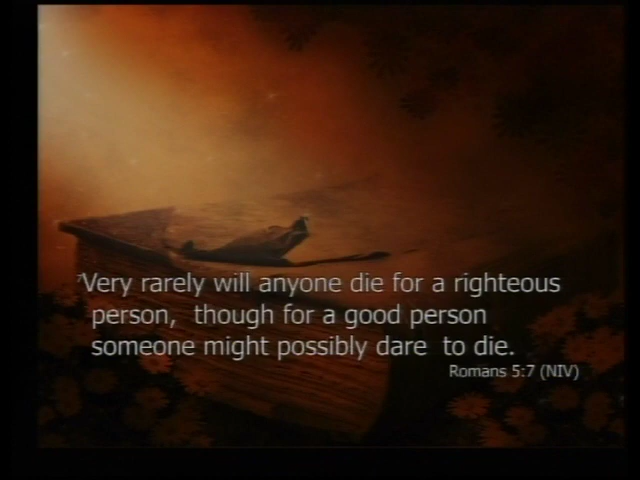 7Very rarely will anyone die for a righteous
person, though for a good person
someone might possibly dare to die.
Romans 5:7 (NIV)